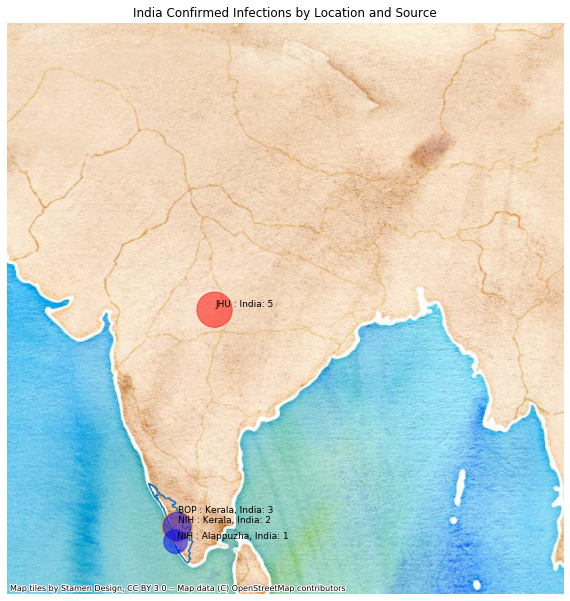 India Confirmed Infections by Location and Source
JHU : India: 5
BOP : Kerala, India: 3
NIH : Kerala, India: 2
NIH : Alappuzha, India: 1
Map tiles by Stamen Design, CC BY 3.0 -- Map data (C) OpenStreetMap contributors